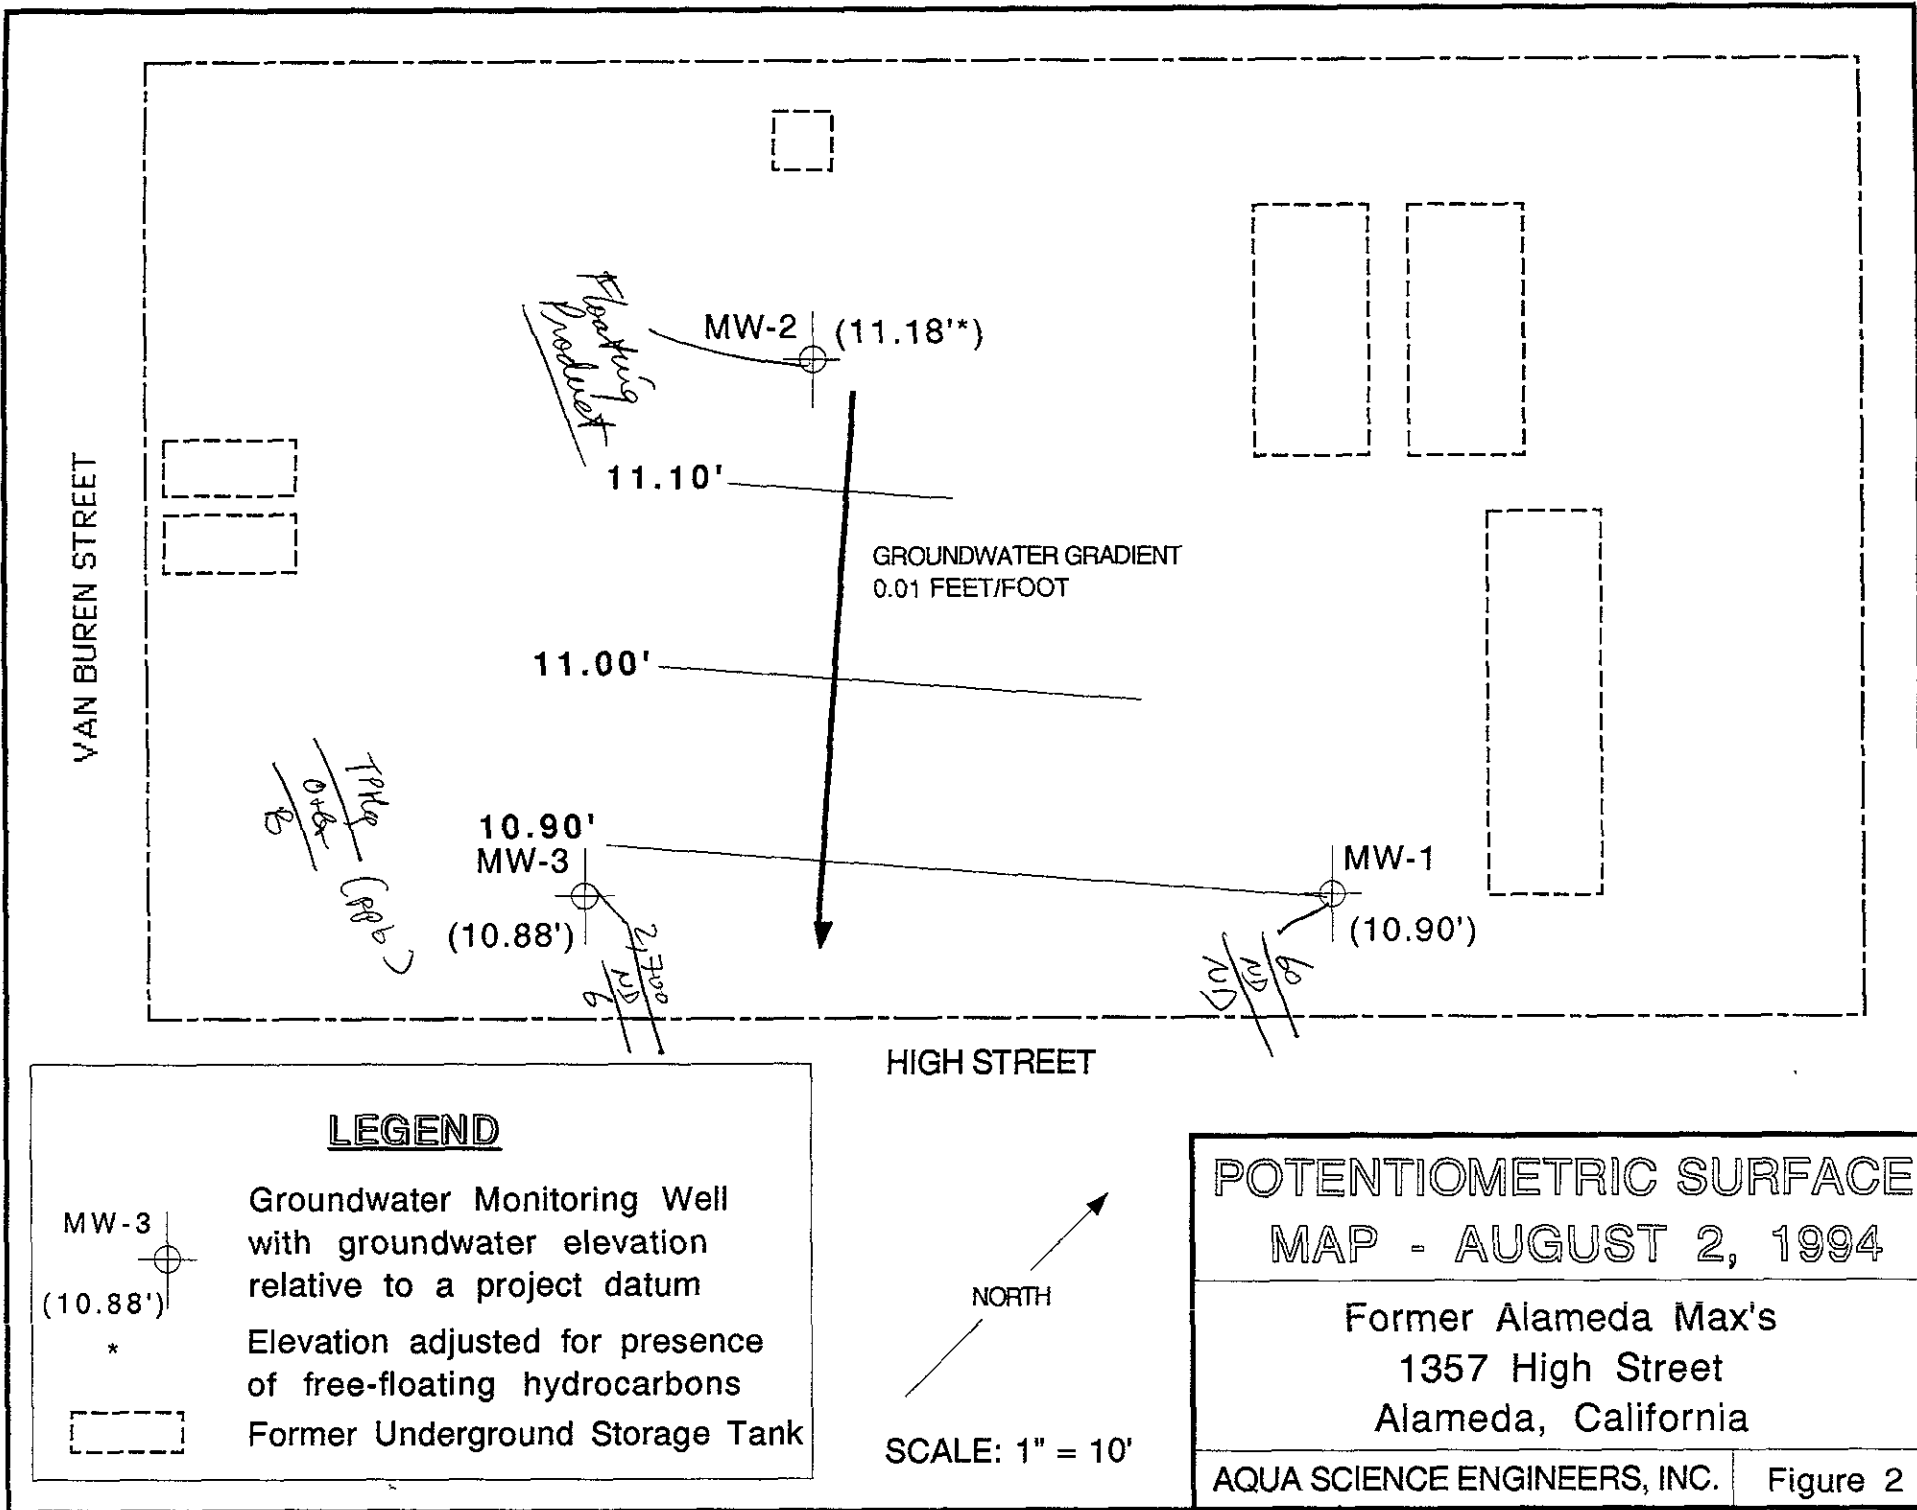 Floating
Product
MW-2 (11.18'*)
11.10'
GROUNDWATER GRADIENT
0.01 FEET/FOOT
VAN BUREN STREET
11.00'
TPHg
(ppb)
10.90'
MW-3
(10.88')
ND
6
MW-1
(10.90')
60
ND
ND
HIGH STREET
LEGEND
MW-3
(10.88')
Groundwater Monitoring Well
with groundwater elevation
relative to a project datum
*
Elevation adjusted for presence
of free-floating hydrocarbons
Former Underground Storage Tank
NORTH
SCALE: 1" = 10'
POTENTIOMETRIC SURFACE
MAP - AUGUST 2, 1994
Former Alameda Max's
1357 High Street
Alameda, California
AQUA SCIENCE ENGINEERS, INC.
Figure 2